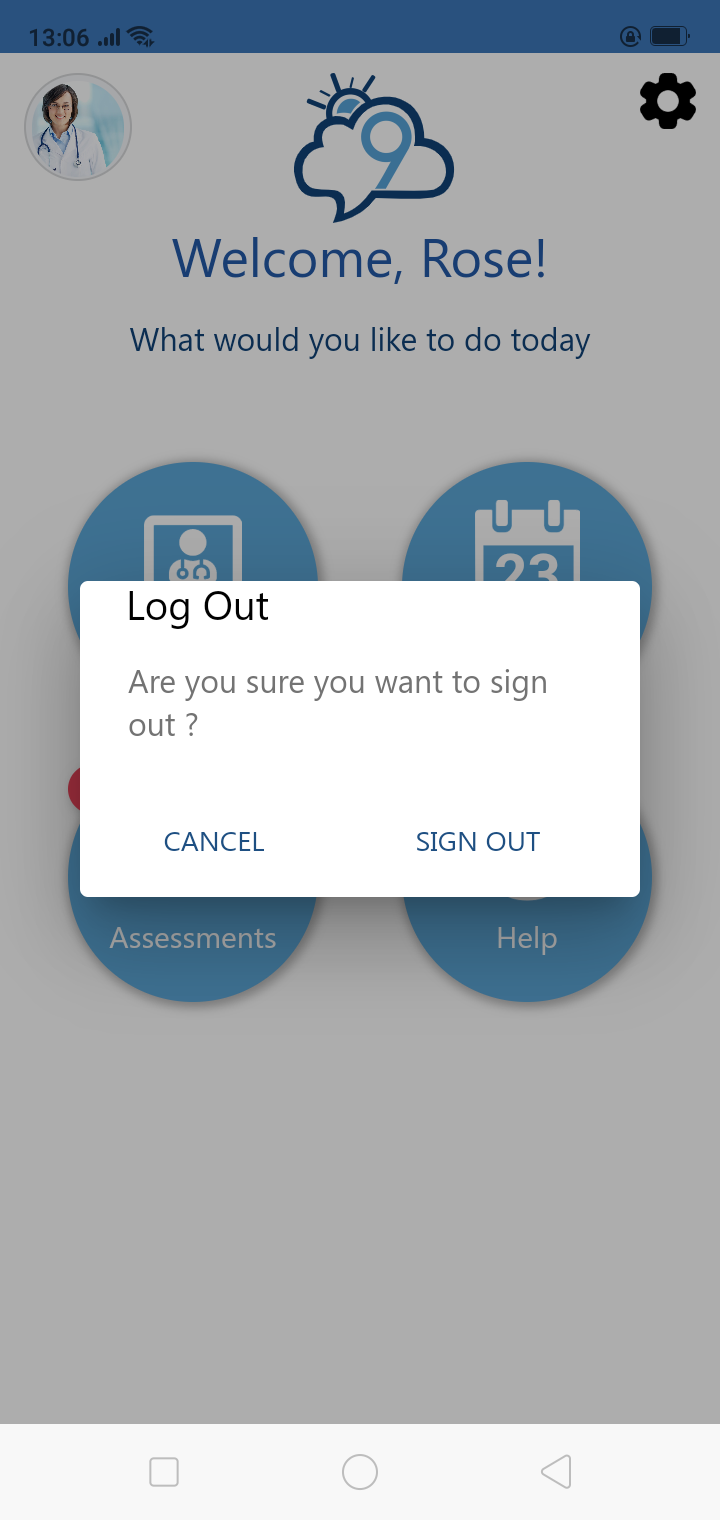 13:06
9
Welcome, Rose!
What would you like to do today
23
Log Out
Are you sure you want to sign
out ?
CANCEL
SIGN OUT
Assessments
Help